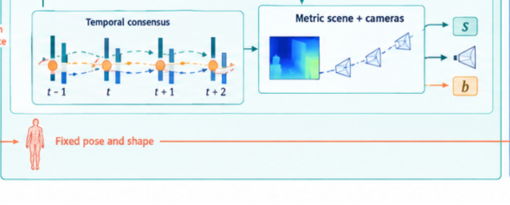 Temporal consensus
Metric scene + cameras
t − 1
t
t + 1
t + 2
S
b
Fixed pose and shape